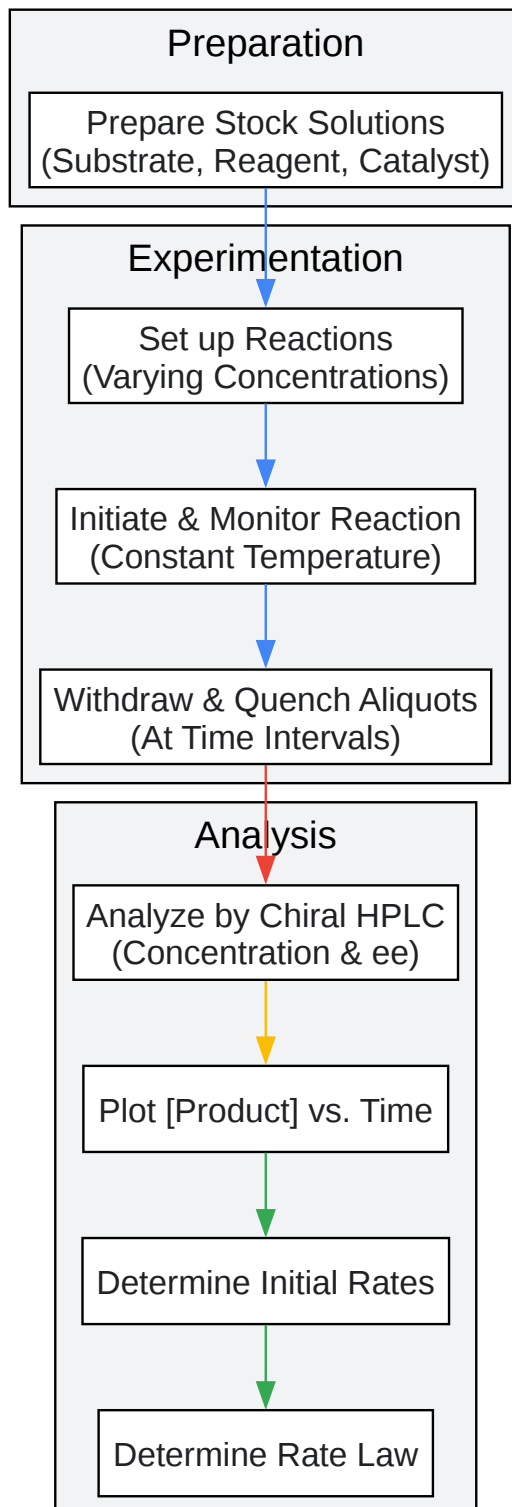 Preparation
Prepare Stock Solutions
(Substrate, Reagent, Catalyst)
Experimentation
Set up Reactions
(Varying Concentrations)
Initiate & Monitor Reaction
(Constant Temperature)
Withdraw & Quench Aliquots
(At Time Intervals)
Analysis
Analyze by Chiral HPLC
(Concentration & ee)
Plot [Product] vs. Time
Determine Initial Rates
Determine Rate Law